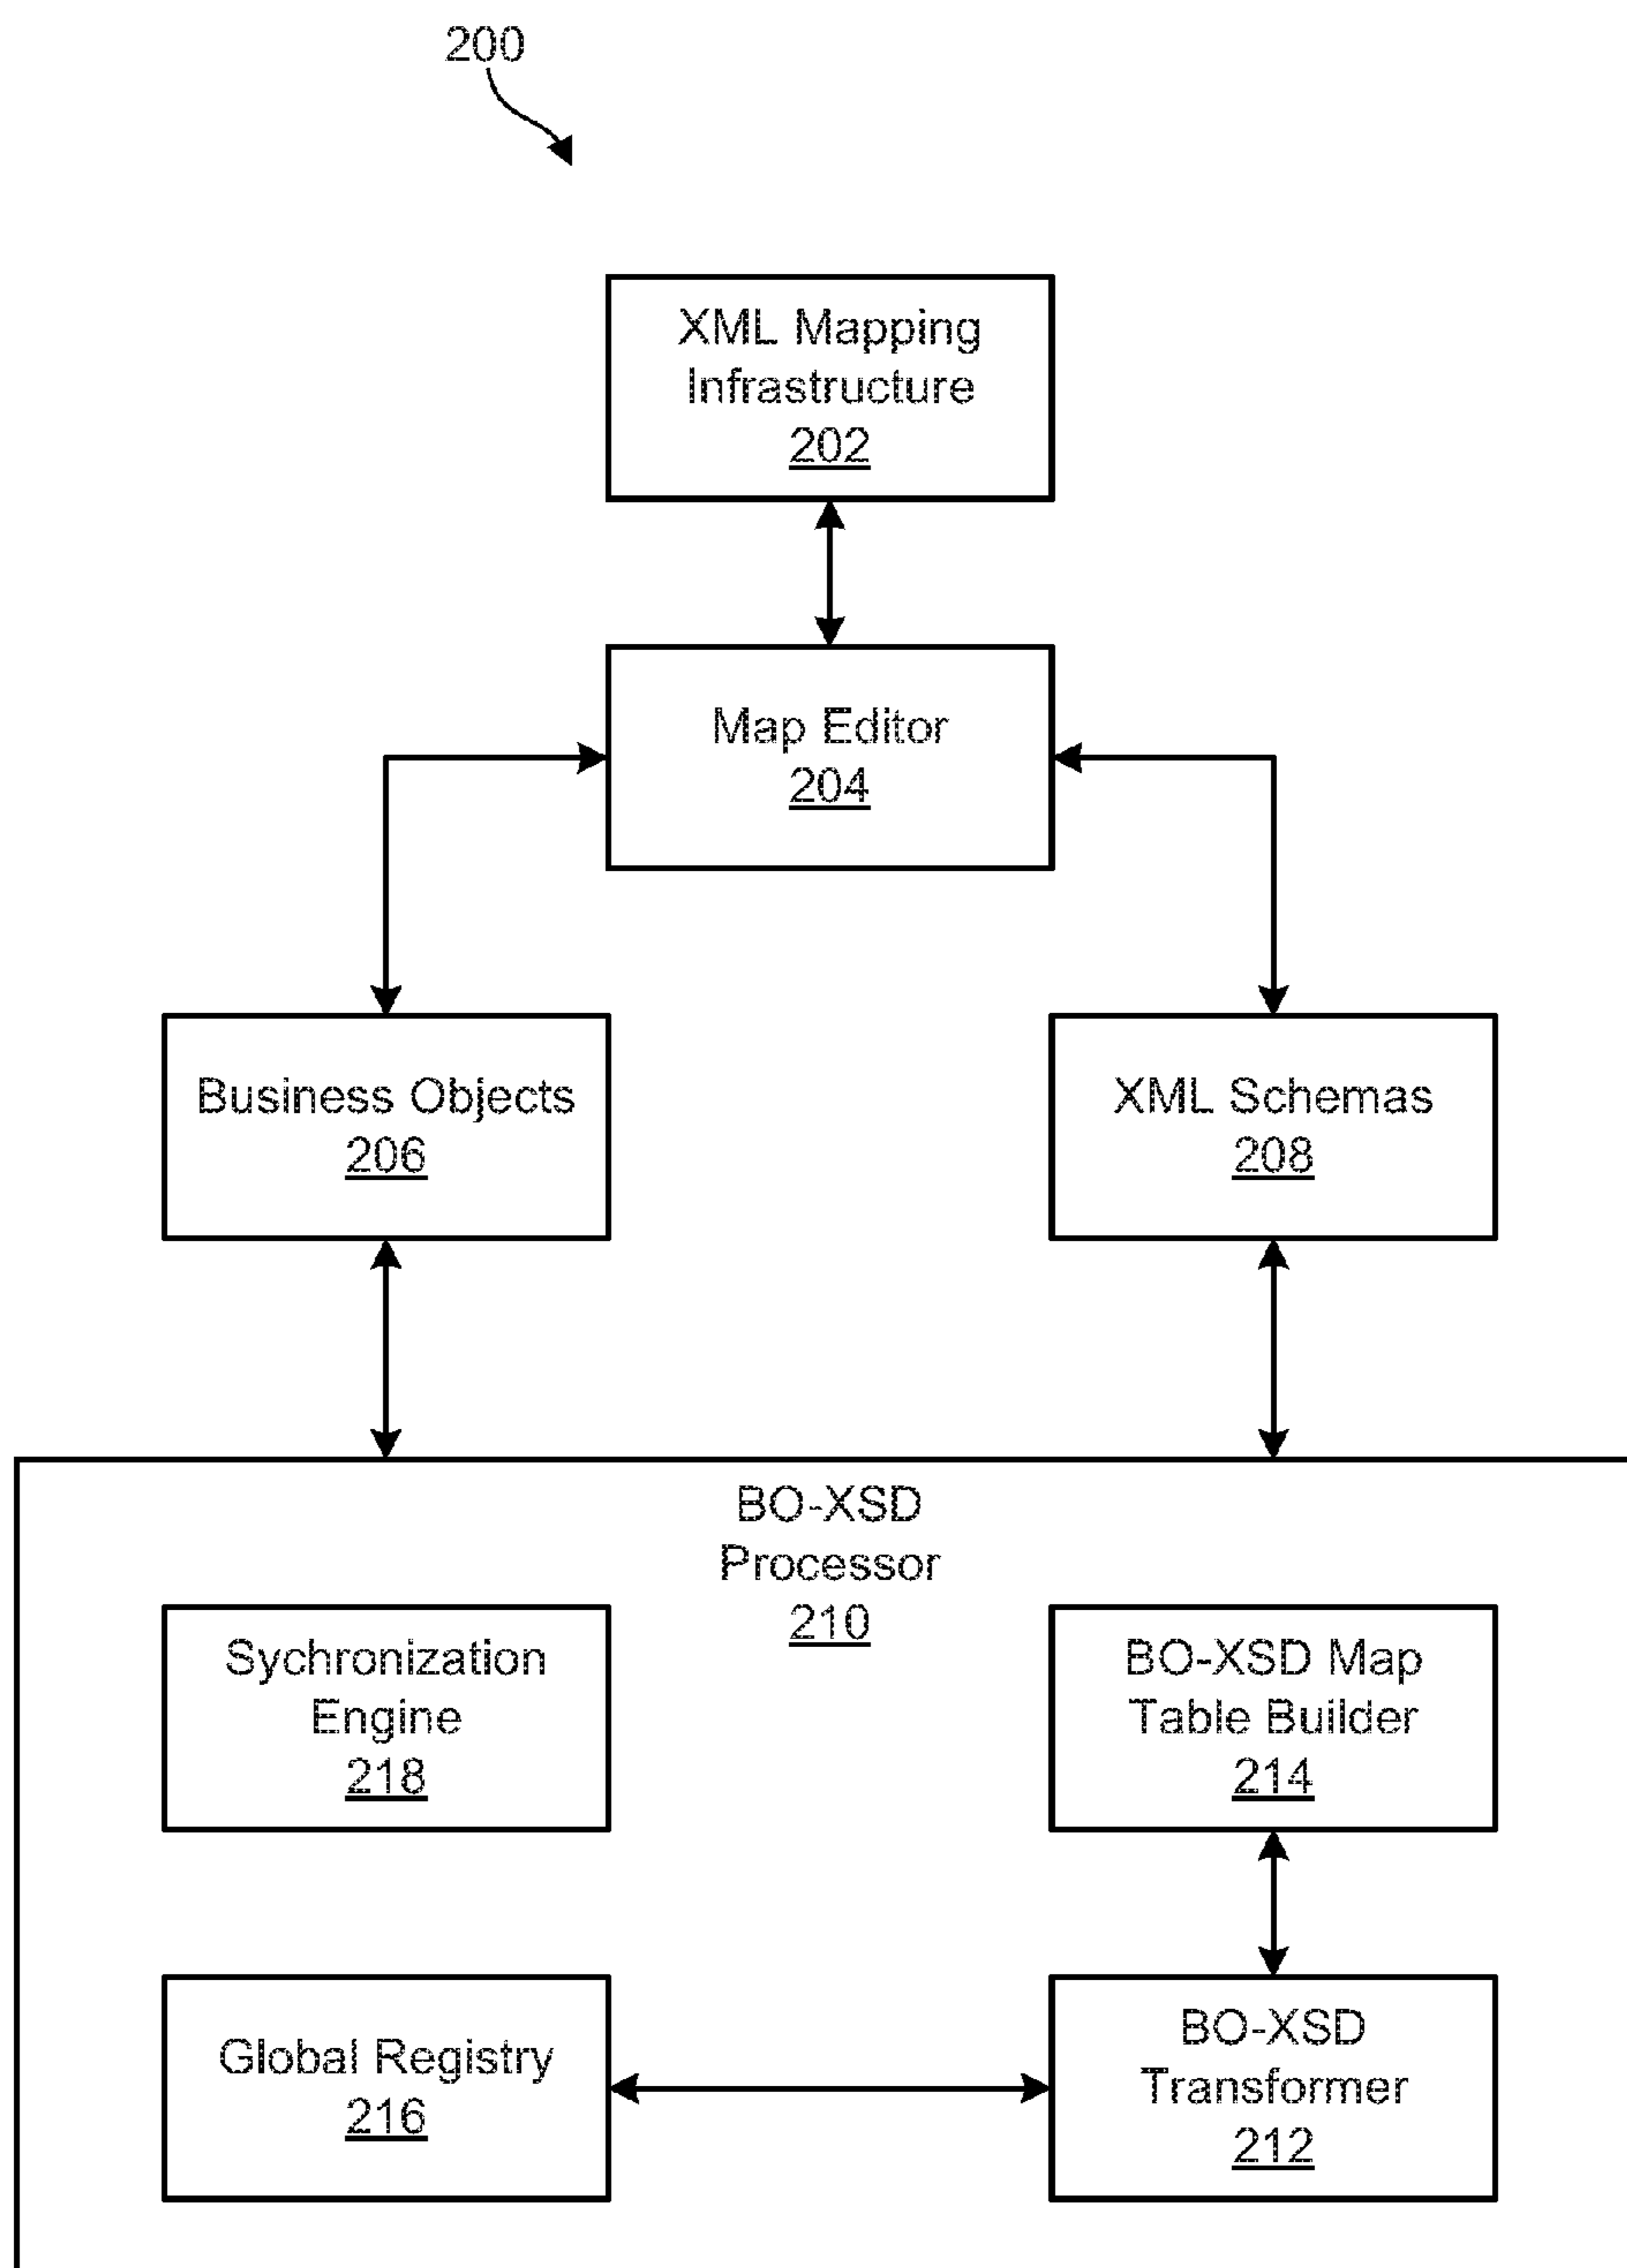 200
XML Mapping
Infrastructure
202
Map Editor
204
Business Objects
206
XML Schemas
208
BO-XSD
Processor
210
Sychronization
Engine
218
BO-XSD Map
Table Builder
214
Global Registry
216
BO-XSD
Transformer
212